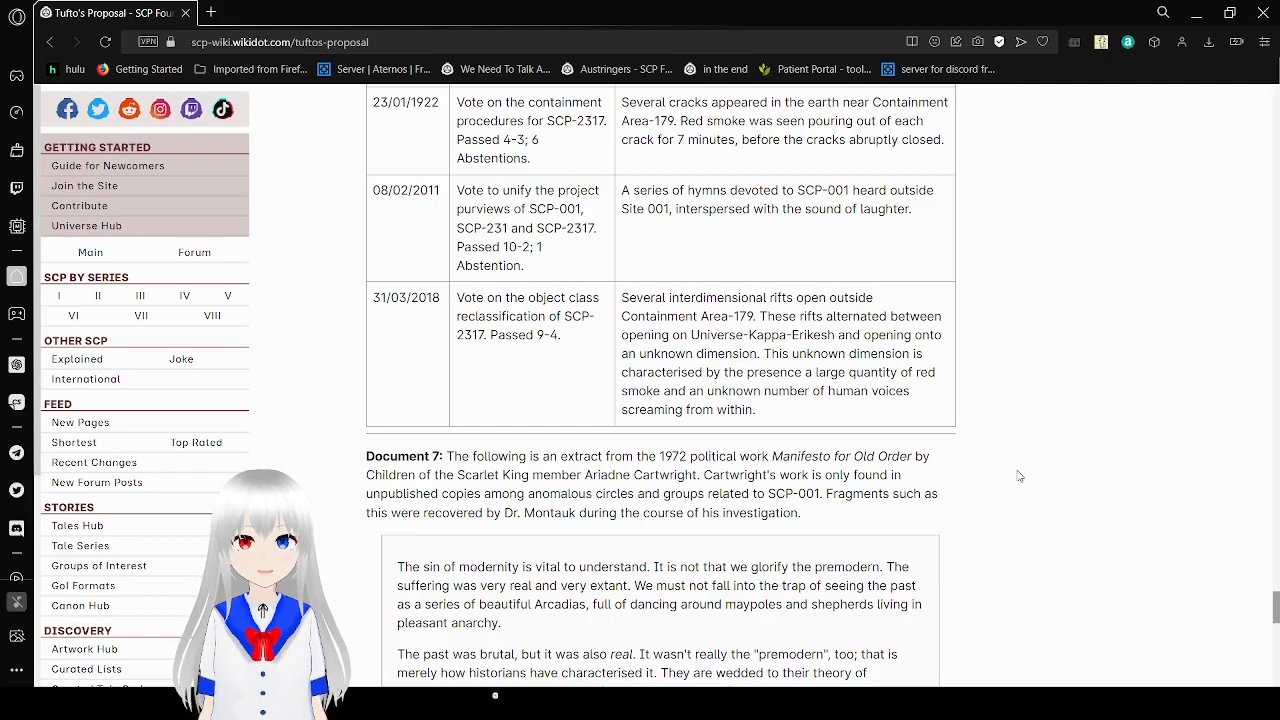 Tufto's Proposal - SCP Fou
VPN
scp-wiki.wikidot.com/tuftos-proposal
hulu
Getting Started
Imported from Firef...
Server | Aternos | Fr...
We Need To Talk A...
Austringers - SCP F...
in the end
Patient Portal - tool...
server for discord fr...
GETTING STARTED
Guide for Newcomers
Join the Site
Contribute
Universe Hub
Main Forum
SCP BY SERIES
I II III IV V
VI VII VIII
OTHER SCP
Explained Joke
International
FEED
New Pages
Shortest Top Rated
Recent Changes
New Forum Posts
STORIES
Tales Hub
Tale Series
Groups of Interest
GoI Formats
Canon Hub
DISCOVERY
Artwork Hub
Curated Lists
23/01/1922
Vote on the containment
procedures for SCP-2317.
Passed 4-3; 6
Abstentions.
Several cracks appeared in the earth near Containment
Area-179. Red smoke was seen pouring out of each
crack for 7 minutes, before the cracks abruptly closed.
08/02/2011
Vote to unify the project
purviews of SCP-001,
SCP-231 and SCP-2317.
Passed 10-2; 1
Abstention.
A series of hymns devoted to SCP-001 heard outside
Site 001, interspersed with the sound of laughter.
31/03/2018
Vote on the object class
reclassification of SCP-
2317. Passed 9-4.
Several interdimensional rifts open outside
Containment Area-179. These rifts alternated between
opening on Universe-Kappa-Erikesh and opening onto
an unknown dimension. This unknown dimension is
characterised by the presence a large quantity of red
smoke and an unknown number of human voices
screaming from within.
Document 7: The following is an extract from the 1972 political work Manifesto for Old Order by
Children of the Scarlet King member Ariadne Cartwright. Cartwright's work is only found in
unpublished copies among anomalous circles and groups related to SCP-001. Fragments such as
this were recovered by Dr. Montauk during the course of his investigation.
The sin of modernity is vital to understand. It is not that we glorify the premodern. The
suffering was very real and very extant. We must not fall into the trap of seeing the past
as a series of beautiful Arcadias, full of dancing around maypoles and shepherds living in
pleasant anarchy.
The past was brutal, but it was also real. It wasn't really the "premodern", too; that is
merely how historians have characterised it. They are wedded to their theory of